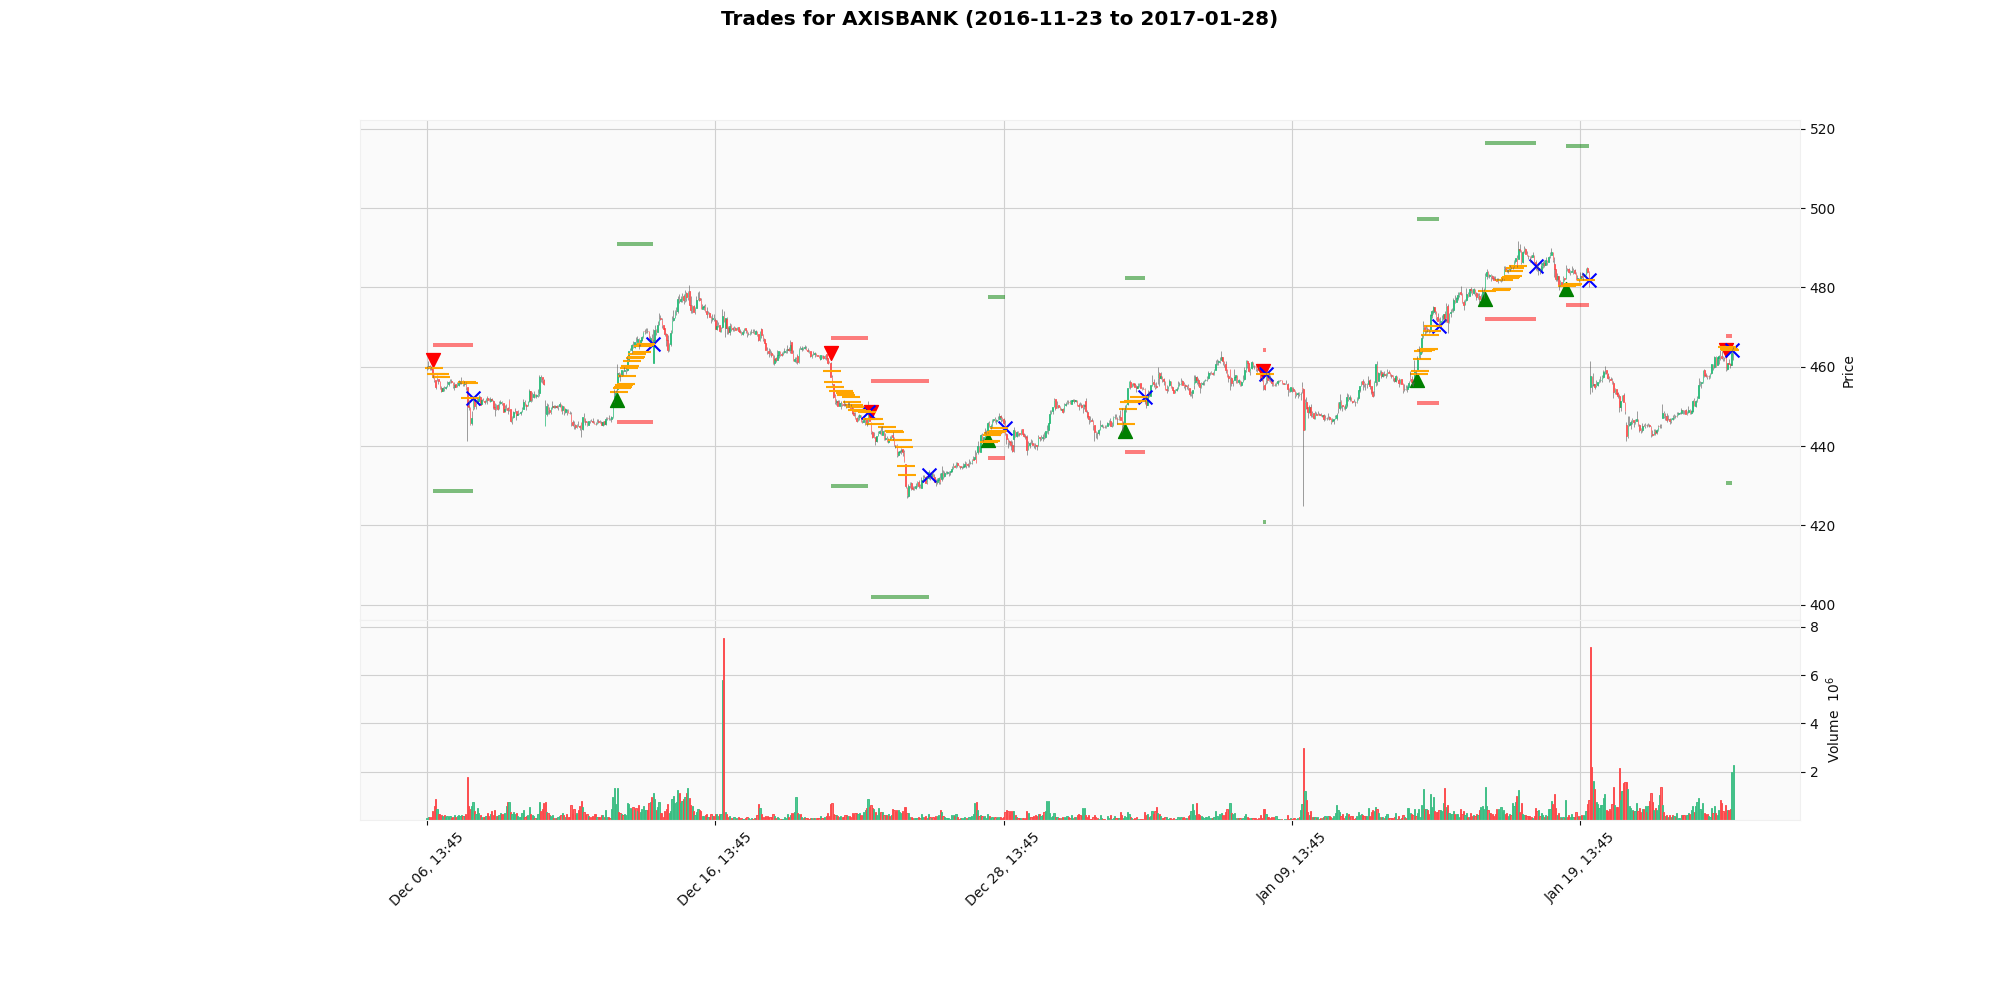 Trades for AXISBANK (2016-11-23 to 2017-01-28)
520
500
480
460
440
420
400
Price
8
6
4
2
Volume 10^6
Dec 06, 13:45
Dec 16, 13:45
Dec 28, 13:45
Jan 09, 13:45
Jan 19, 13:45